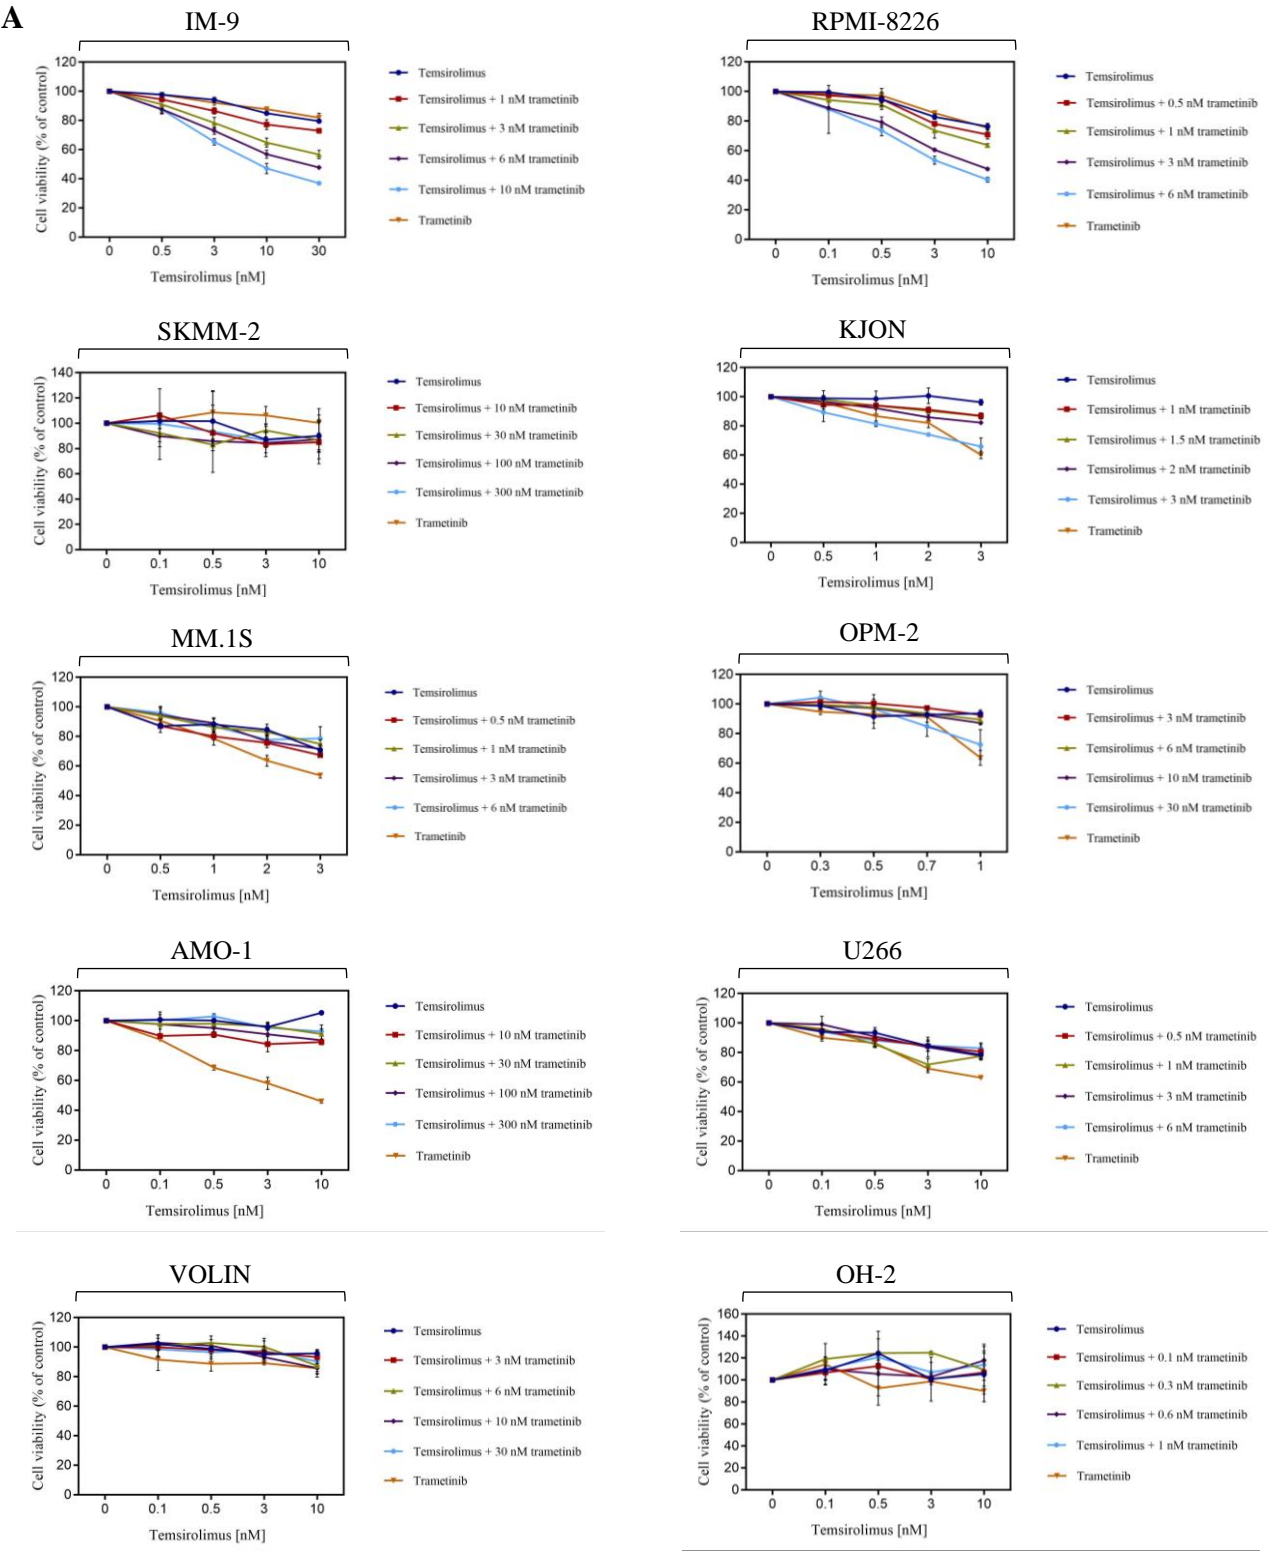 A
IM-9
Cell viability (% of control)
120
100
80
60
40
20
0
0 0.5 3 10 30
Temsirolimus [nM]
Temsirolimus
Temsirolimus + 1 nM trametinib
Temsirolimus + 3 nM trametinib
Temsirolimus + 6 nM trametinib
Temsirolimus + 10 nM trametinib
Trametinib
RPMI-8226
120
100
80
60
40
20
0
0 0.1 0.5 3 10
Temsirolimus [nM]
Temsirolimus
Temsirolimus + 0.5 nM trametinib
Temsirolimus + 1 nM trametinib
Temsirolimus + 3 nM trametinib
Temsirolimus + 6 nM trametinib
Trametinib
SKMM-2
Cell viability (% of control)
140
120
100
80
60
40
20
0
0 0.1 0.5 3 10
Temsirolimus [nM]
Temsirolimus
Temsirolimus + 10 nM trametinib
Temsirolimus + 30 nM trametinib
Temsirolimus + 100 nM trametinib
Temsirolimus + 300 nM trametinib
Trametinib
KJON
120
100
80
60
40
20
0
0 0.5 1 2 3
Temsirolimus [nM]
Temsirolimus
Temsirolimus + 1 nM trametinib
Temsirolimus + 1.5 nM trametinib
Temsirolimus + 2 nM trametinib
Temsirolimus + 3 nM trametinib
Trametinib
MM.1S
Cell viability (% of control)
120
100
80
60
40
20
0
0 0.5 1 2 3
Temsirolimus [nM]
Temsirolimus
Temsirolimus + 0.5 nM trametinib
Temsirolimus + 1 nM trametinib
Temsirolimus + 3 nM trametinib
Temsirolimus + 6 nM trametinib
Trametinib
OPM-2
120
100
80
60
40
20
0
0 0.3 0.5 0.7 1
Temsirolimus [nM]
Temsirolimus
Temsirolimus + 3 nM trametinib
Temsirolimus + 6 nM trametinib
Temsirolimus + 10 nM trametinib
Temsirolimus + 30 nM trametinib
Trametinib
AMO-1
Cell viability (% of control)
120
100
80
60
40
20
0
0 0.1 0.5 3 10
Temsirolimus [nM]
Temsirolimus
Temsirolimus + 10 nM trametinib
Temsirolimus + 30 nM trametinib
Temsirolimus + 100 nM trametinib
Temsirolimus + 300 nM trametinib
Trametinib
U266
Cell viability (% of control)
120
100
80
60
40
20
0
0 0.1 0.5 3 10
Temsirolimus [nM]
Temsirolimus
Temsirolimus + 0.5 nM trametinib
Temsirolimus + 1 nM trametinib
Temsirolimus + 3 nM trametinib
Temsirolimus + 6 nM trametinib
Trametinib
VOLIN
Cell viability (% of control)
120
100
80
60
40
20
0
0 0.1 0.5 3 10
Temsirolimus [nM]
Temsirolimus
Temsirolimus + 3 nM trametinib
Temsirolimus + 6 nM trametinib
Temsirolimus + 10 nM trametinib
Temsirolimus + 30 nM trametinib
Trametinib
OH-2
Cell viability (% of control)
160
140
120
100
80
60
40
20
0
0 0.1 0.5 3 10
Temsirolimus [nM]
Temsirolimus
Temsirolimus + 0.1 nM trametinib
Temsirolimus + 0.3 nM trametinib
Temsirolimus + 0.6 nM trametinib
Temsirolimus + 1 nM trametinib
Trametinib